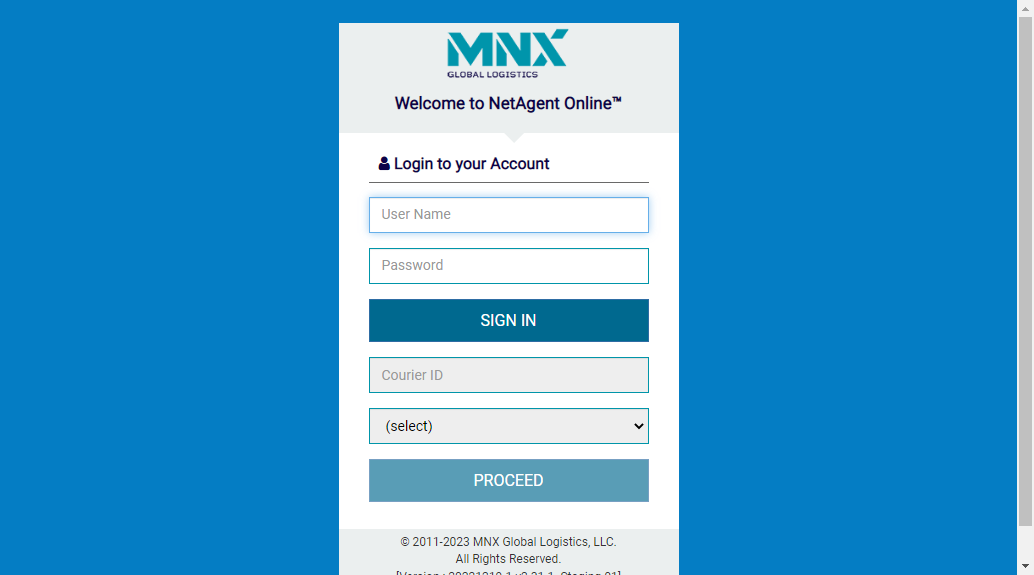 MNX
GLOBAL LOGISTICS
Welcome to NetAgent Online™
Login to your Account
User Name
Password
SIGN IN
Courier ID
(select)
PROCEED
© 2011-2023 MNX Global Logistics, LLC.
All Rights Reserved.